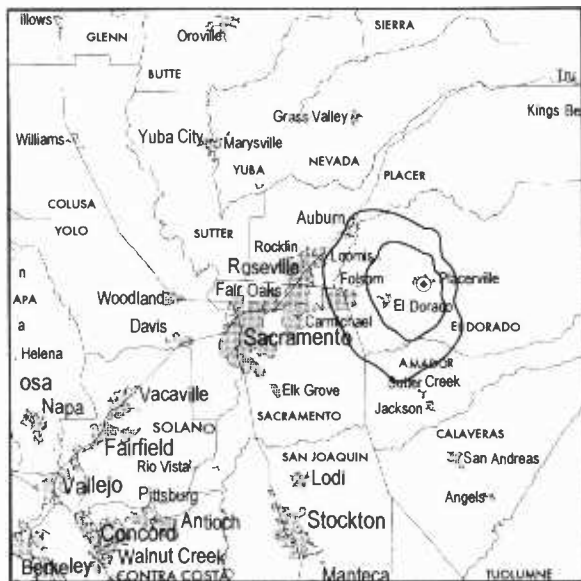 illows
GLENN
Oroville
SIERRA
BUTTE
Tru
Kings Be
Grass Valley
Williams
Yuba City
Marysville
NEVADA
YUBA
PLACER
COLUSA
YOLO
SUTTER
Auburn
Rocklin
Loomis
Roseville
n
Folsom
Placerville
APA
Woodland
Fair Oaks
El Dorado
a
Carmichael
EL DORADO
Davis
Sacramento
Helena
AMADOR
osa
Sutter Creek
Vacaville
Elk Grove
Napa
Jackson
SOLANO
SACRAMENTO
Fairfield
CALAVERAS
Rio Vista
SAN JOAQUIN
San Andreas
Vallejo
Lodi
Pittsburg
Angels
Antioch
Stockton
Concord
Berkeley
Walnut Creek
CONTRA COSTA
Manteca
TUOLUMNE